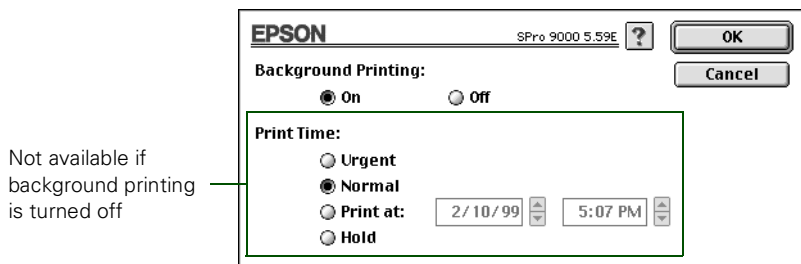 EPSON SPro 9000 5.59E ? OK
Background Printing: Cancel
On Off
Print Time:
Urgent
Normal
Print at: 2/10/99 5:07 PM
Hold
Not available if
background printing
is turned off